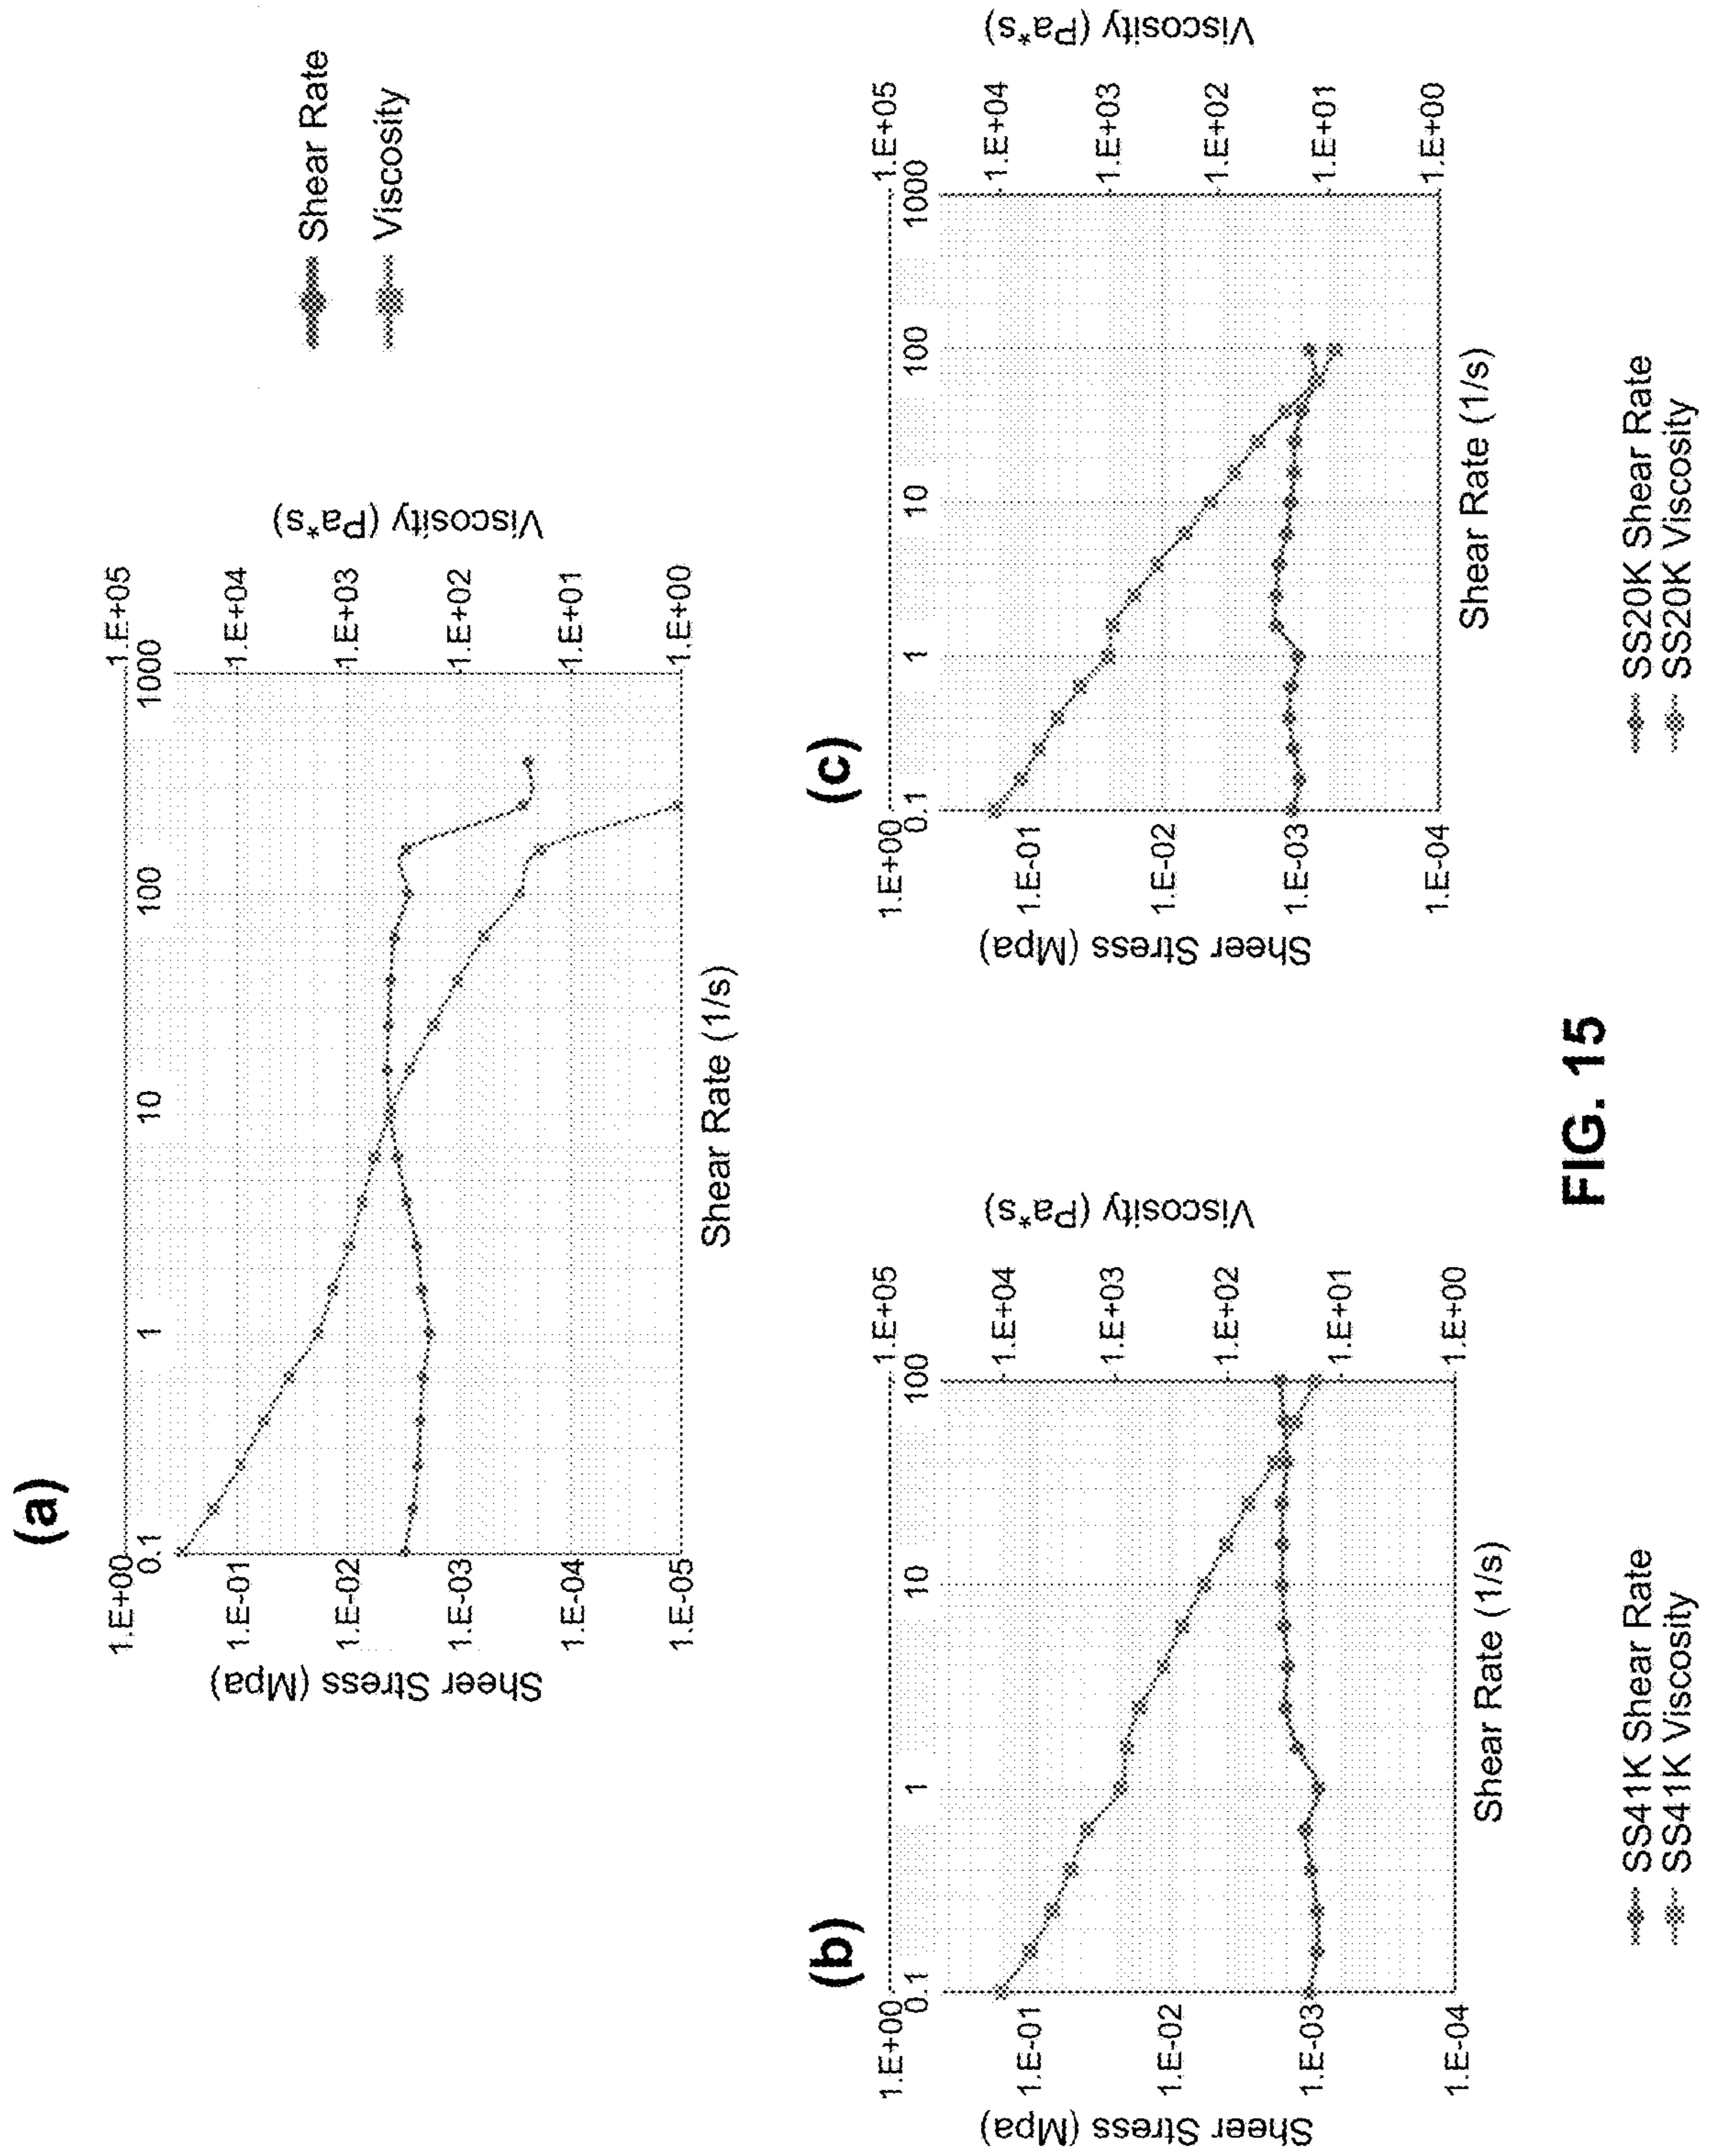 (a)
1.E+00
1.E-01
1.E-02
1.E-03
1.E-04
1.E-05
Sheer Stress (Mpa)
0.1
1
10
100
1000
Shear Rate (1/s)
1.E+05
1.E+04
1.E+03
1.E+02
1.E+01
1.E+00
Viscosity (Pa*s)
Shear Rate
Viscosity
(b)
1.E+00
1.E-01
1.E-02
1.E-03
1.E-04
Sheer Stress (Mpa)
0.1
1
10
100
Shear Rate (1/s)
1.E+05
1.E+04
1.E+03
1.E+02
1.E+01
1.E+00
Viscosity (Pa*s)
SS41K Shear Rate
SS41K Viscosity
(c)
1.E+00
1.E-01
1.E-02
1.E-03
1.E-04
Sheer Stress (Mpa)
0.1
1
10
100
1000
Shear Rate (1/s)
1.E+05
1.E+04
1.E+03
1.E+02
1.E+01
1.E+00
Viscosity (Pa*s)
SS20K Shear Rate
SS20K Viscosity
FIG. 15